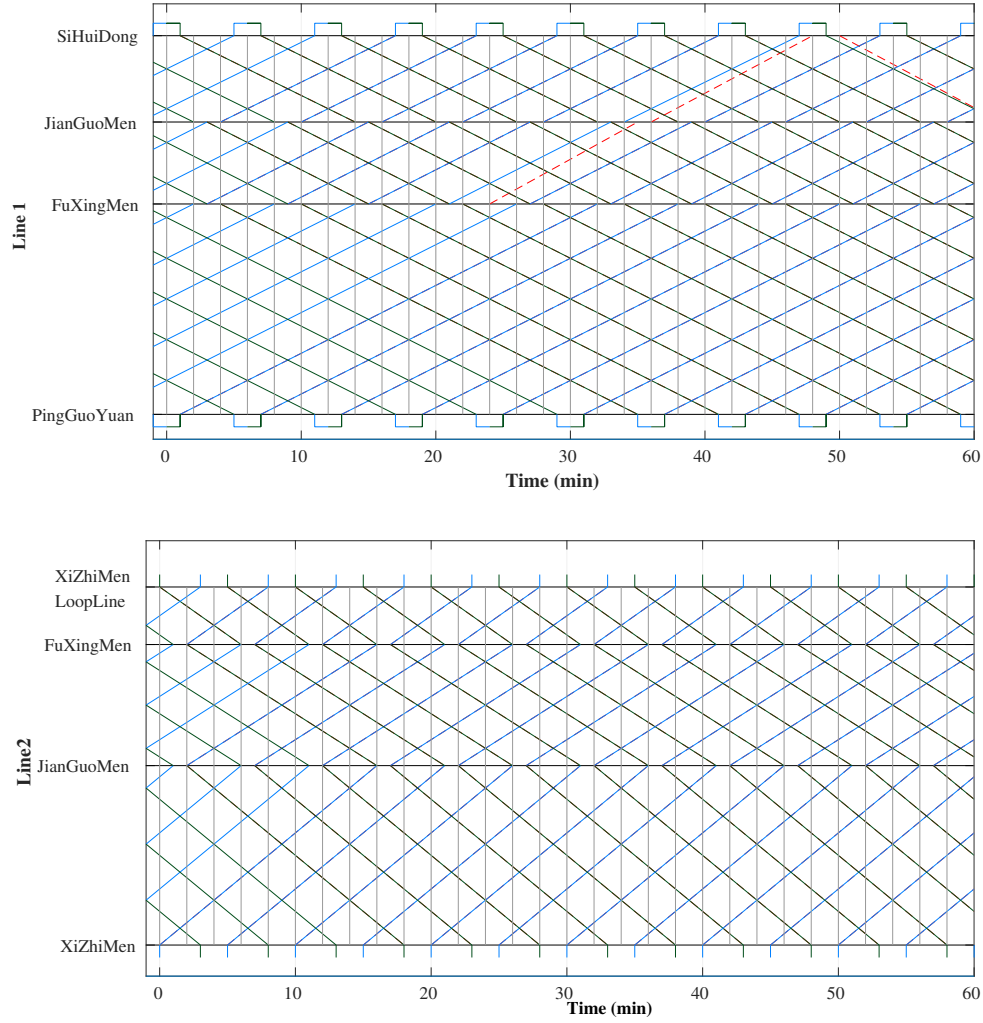 SiHuiDong
JianGuoMen
FuXingMen
PingGuoYuan
Line 1
0 10 20 30 40 50 60
Time (min)
XiZhiMen
LoopLine
FuXingMen
JianGuoMen
XiZhiMen
Line2
0 10 20 30 40 50 60
Time (min)